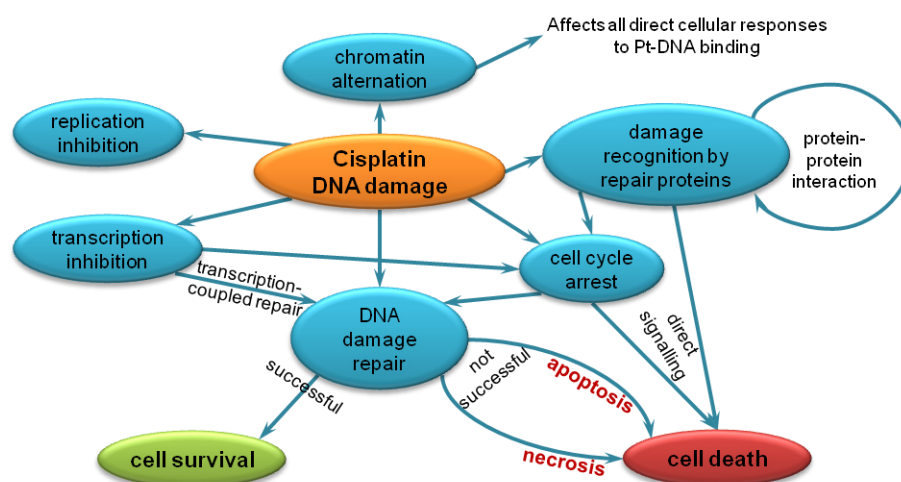 Affects all direct cellular responses
to Pt-DNA binding
chromatin
alternation
replication
inhibition
Cisplatin
DNA damage
damage
recognition by
repair proteins
protein-
protein
interaction
transcription
inhibition
transcription-
coupled repair
cell cycle
arrest
DNA
damage
repair
direct
signalling
successful
not
successful
apoptosis
necrosis
cell survival
cell death